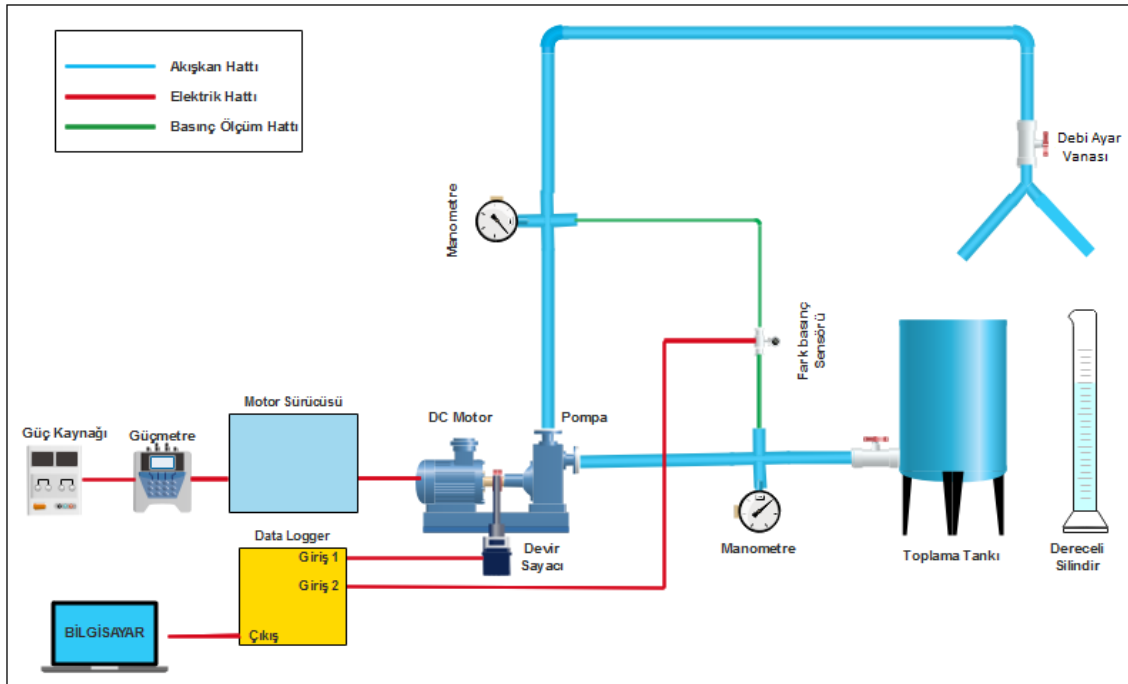 Akışkan Hattı
Elektrik Hattı
Basınç Ölçüm Hattı
Debi Ayar
Vanası
Manometre
Fark basınç
Sensörü
Motor Sürücüsü
DC Motor
Pompa
Güç Kaynağı
Güçmetre
Data Logger
Giriş 1
Giriş 2
Çıkış
Devir
Sayacı
Manometre
Toplama Tankı
Dereceli
Silindir
BİLGİSAYAR